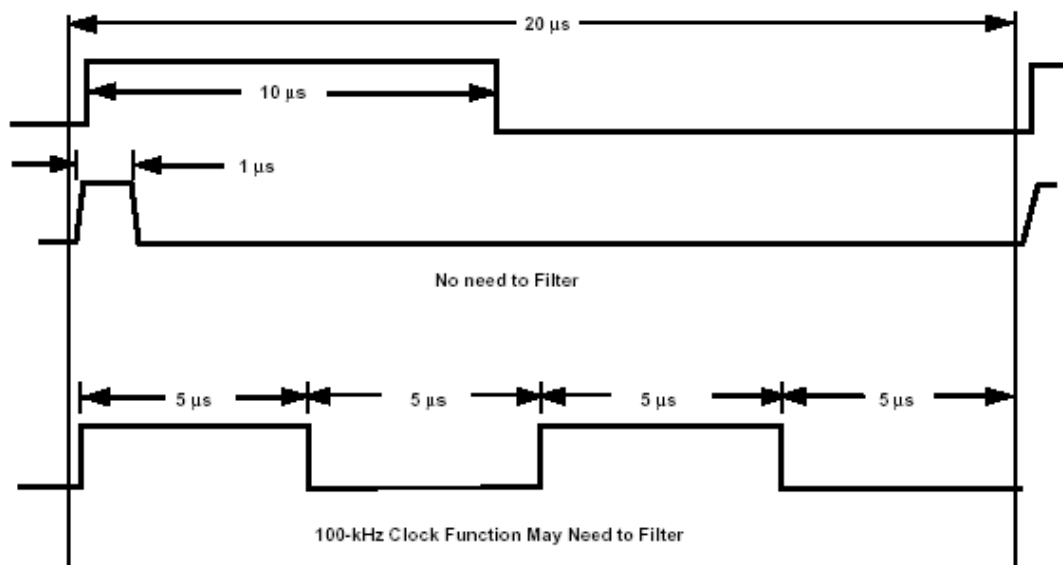 20 µs
10 µs
1 µs
No need to Filter
5 µs 5 µs 5 µs 5 µs
100-kHz Clock Function May Need to Filter